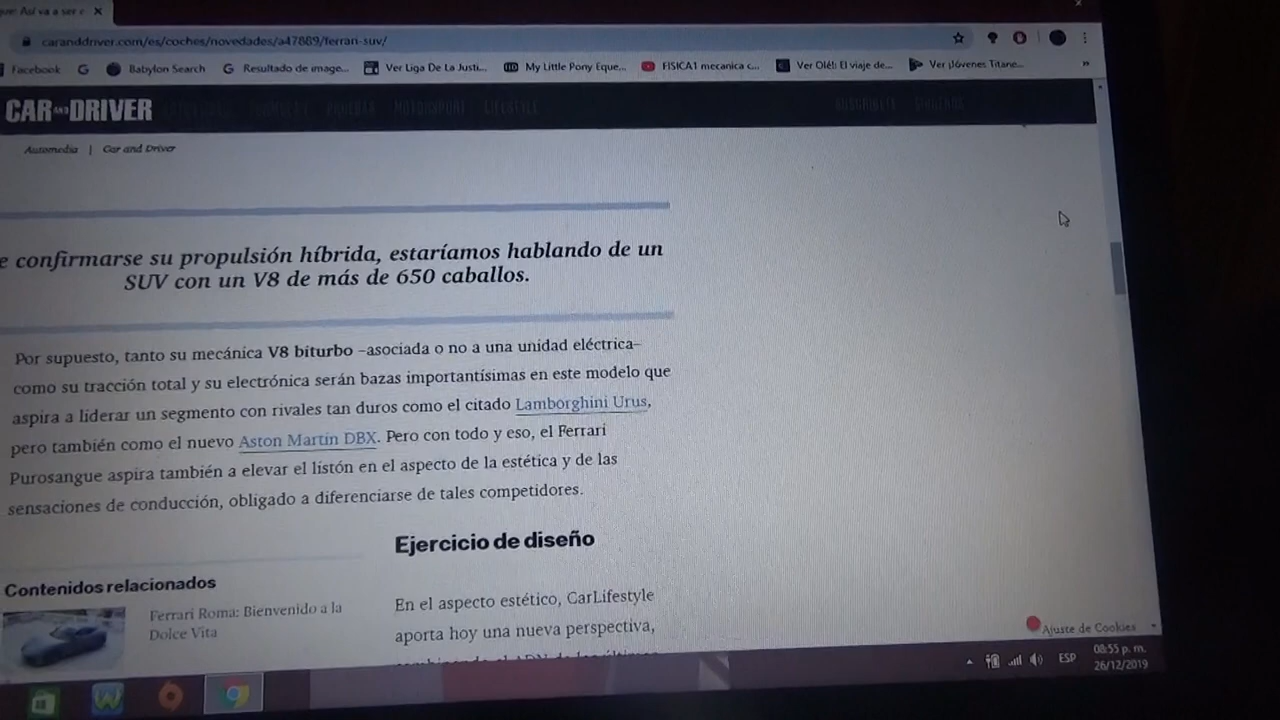 caranddriver.com/es/coches/novedades/a47889/ferrari-suv/
Facebook
Babylon Search
Resultado de image...
Ver Liga De La Justi...
My Little Pony Eque...
FISICA1 mecanica c...
Ver Olé!: El viaje de...
Ver ¡Jóvenes Titane...
»
CAR AND DRIVER
PRUEBAS
MOTORSPORT
LIFESTYLE
Automedia | Car and Driver
e confirmarse su propulsión híbrida, estaríamos hablando de un
SUV con un V8 de más de 650 caballos.
Por supuesto, tanto su mecánica V8 biturbo –asociada o no a una unidad eléctrica–
como su tracción total y su electrónica serán bazas importantísimas en este modelo que
aspira a liderar un segmento con rivales tan duros como el citado Lamborghini Urus,
pero también como el nuevo Aston Martin DBX. Pero con todo y eso, el Ferrari
Purosangue aspira también a elevar el listón en el aspecto de la estética y de las
sensaciones de conducción, obligado a diferenciarse de tales competidores.
Contenidos relacionados
Ferrari Roma: Bienvenido a la
Dolce Vita
Ejercicio de diseño
En el aspecto estético, CarLifestyle
aporta hoy una nueva perspectiva,
Ajuste de Cookies
ESP
08:55 p. m.
26/12/2019